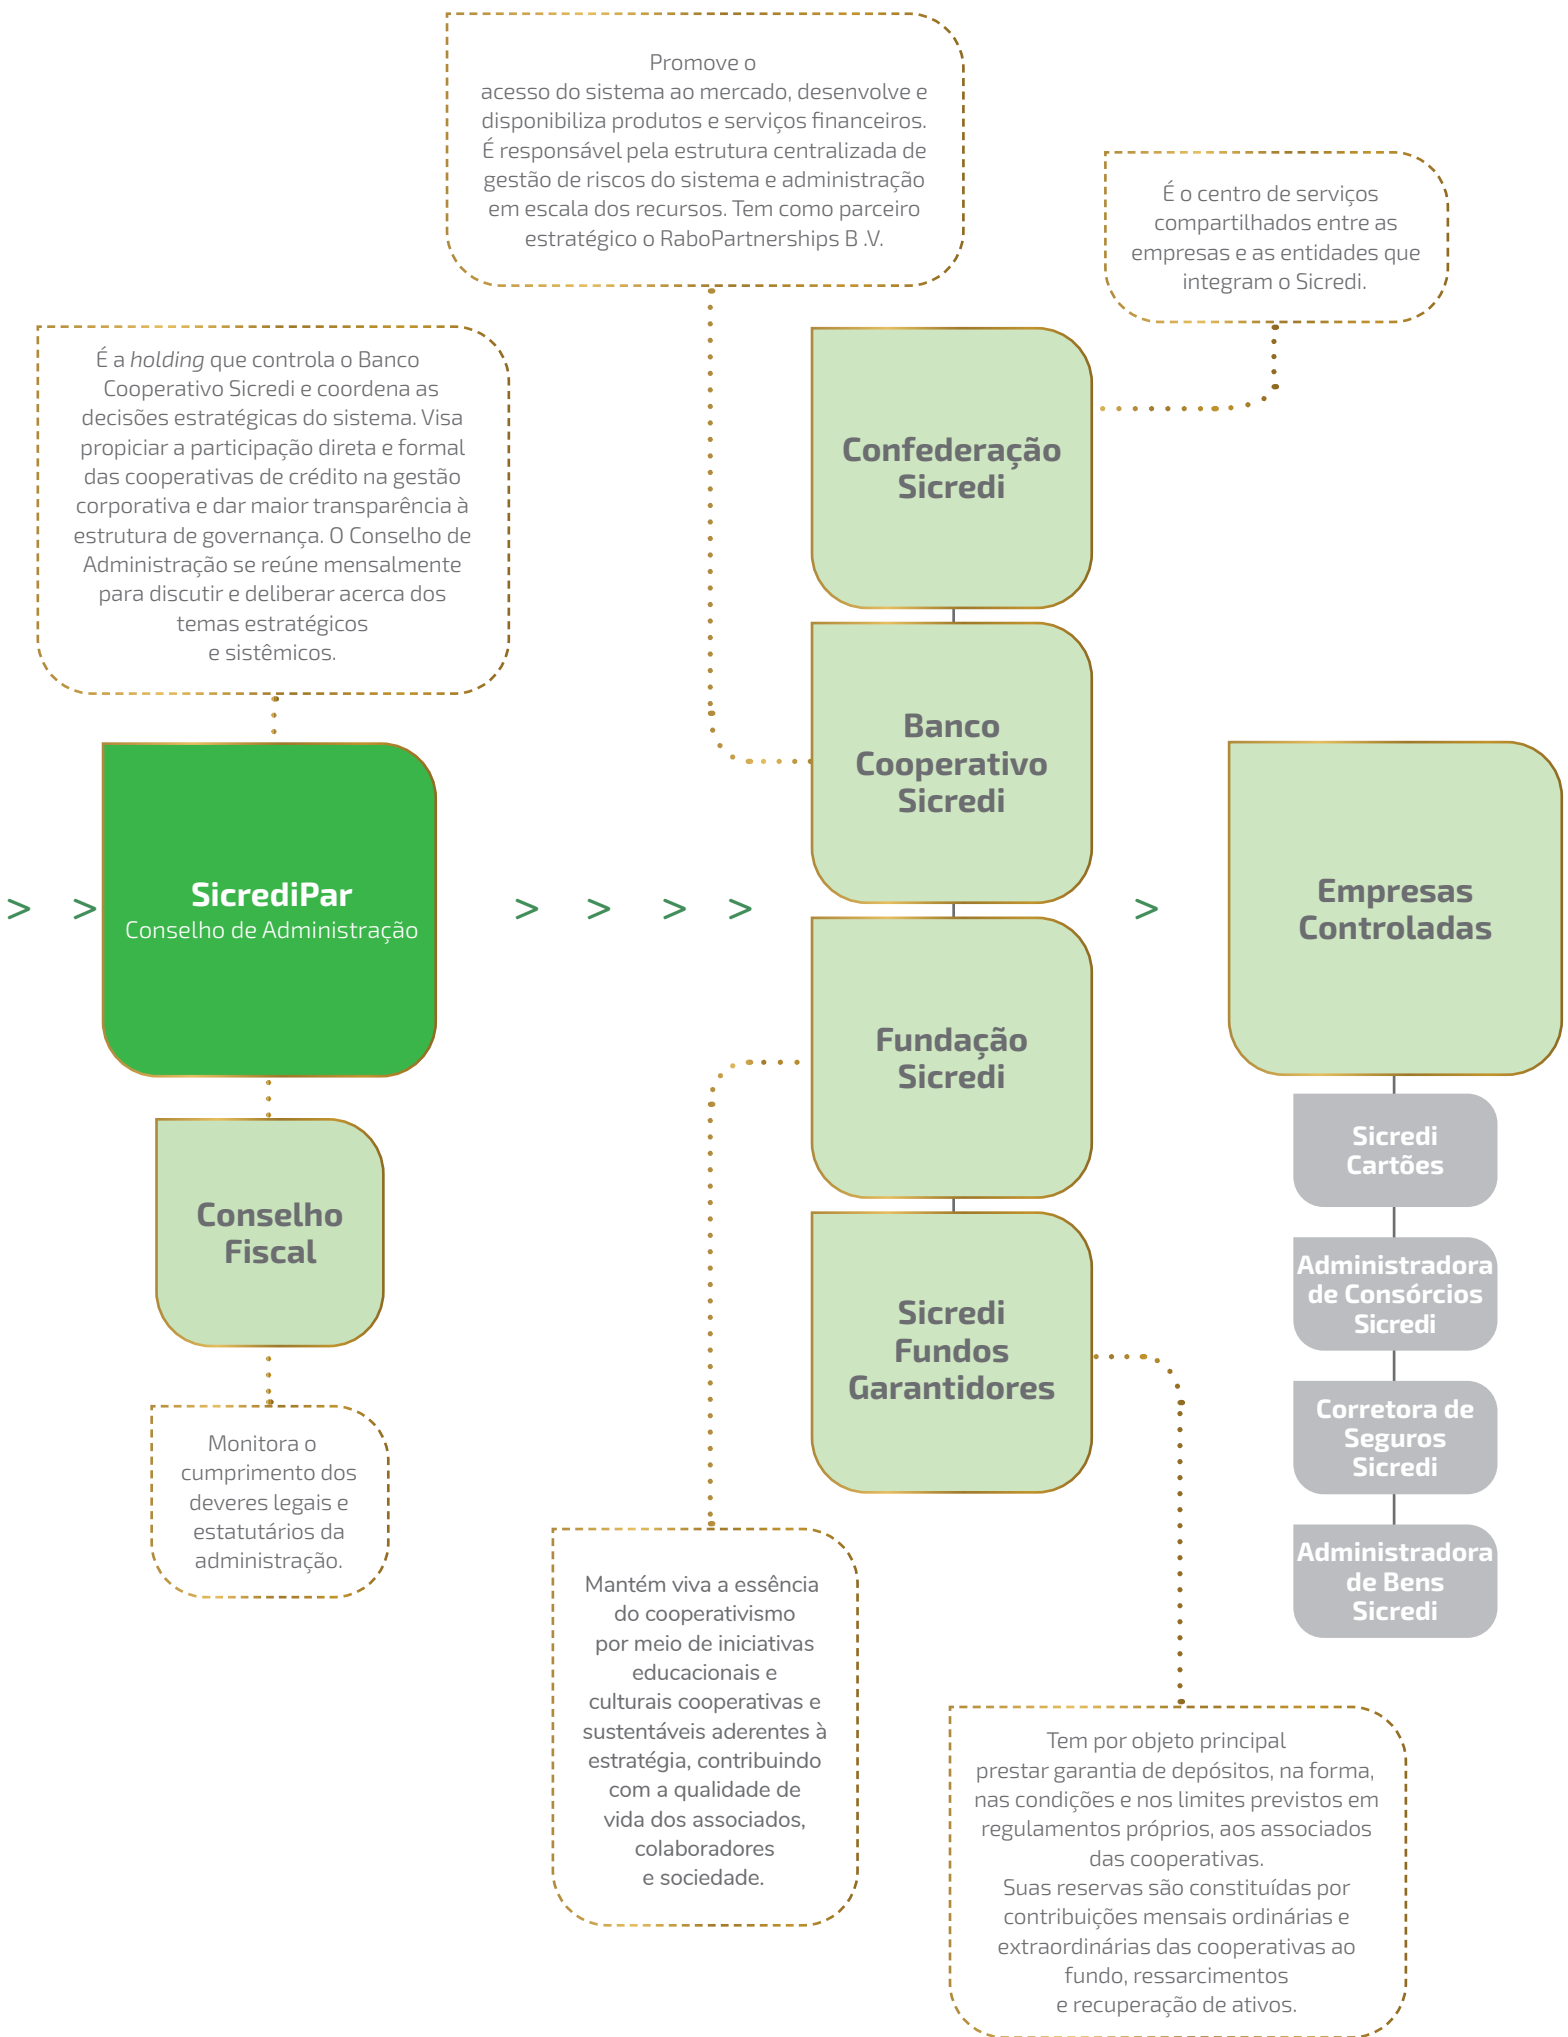 Promove o
acesso do sistema ao mercado, desenvolve e
disponibiliza produtos e serviços financeiros.
É responsável pela estrutura centralizada de
gestão de riscos do sistema e administração
em escala dos recursos. Tem como parceiro
estratégico o RaboPartnerships B .V.
É o centro de serviços
compartilhados entre as
empresas e as entidades que
integram o Sicredi.
É a holding que controla o Banco
Cooperativo Sicredi e coordena as
decisões estratégicas do sistema. Visa
propiciar a participação direta e formal
das cooperativas de crédito na gestão
corporativa e dar maior transparência à
estrutura de governança. O Conselho de
Administração se reúne mensalmente
para discutir e deliberar acerca dos
temas estratégicos
e sistêmicos.
Confederação
Sicredi
Banco
Cooperativo
Sicredi
> >
SicrediPar
Conselho de Administração
> > > >
>
Empresas
Controladas
Fundação
Sicredi
Sicredi
Cartões
Conselho
Fiscal
Administradora
de Consórcios
Sicredi
Sicredi
Fundos
Garantidores
Corretora de
Seguros
Sicredi
Monitora o
cumprimento dos
deveres legais e
estatutários da
administração.
Administradora
de Bens
Sicredi
Mantém viva a essência
do cooperativismo
por meio de iniciativas
educacionais e
culturais cooperativas e
sustentáveis aderentes à
estratégia, contribuindo
com a qualidade de
vida dos associados,
colaboradores
e sociedade.
Tem por objeto principal
prestar garantia de depósitos, na forma,
nas condições e nos limites previstos em
regulamentos próprios, aos associados
das cooperativas.
Suas reservas são constituídas por
contribuições mensais ordinárias e
extraordinárias das cooperativas ao
fundo, ressarcimentos
e recuperação de ativos.